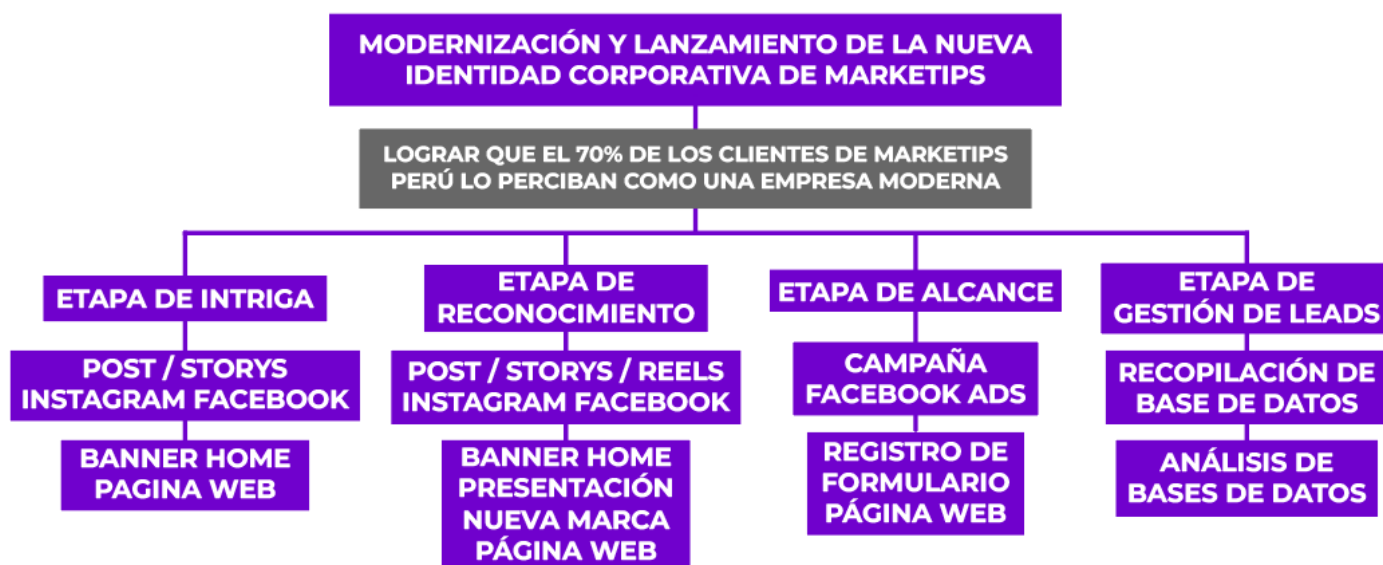 MODERNIZACIÓN Y LANZAMIENTO DE LA NUEVA
IDENTIDAD CORPORATIVA DE MARKETIPS
LOGRAR QUE EL 70% DE LOS CLIENTES DE MARKETIPS
PERÚ LO PERCIBAN COMO UNA EMPRESA MODERNA
ETAPA DE INTRIGA
POST / STORYS
INSTAGRAM FACEBOOK
BANNER HOME
PAGINA WEB
ETAPA DE
RECONOCIMIENTO
POST / STORYS / REELS
INSTAGRAM FACEBOOK
BANNER HOME
PRESENTACIÓN
NUEVA MARCA
PÁGINA WEB
ETAPA DE ALCANCE
CAMPAÑA
FACEBOOK ADS
REGISTRO DE
FORMULARIO
PÁGINA WEB
ETAPA DE
GESTIÓN DE LEADS
RECOPILACIÓN DE
BASE DE DATOS
ANÁLISIS DE
BASES DE DATOS